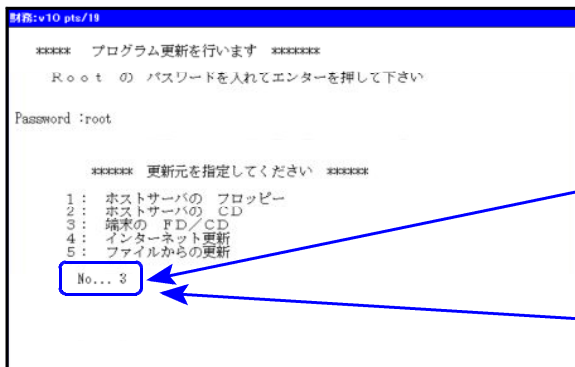 財務:v10 pts/19
***** プログラム更新を行います *******
Ｒｏｏｔ の パスワードを入れてエンターを押して下さい
Password :root
****** 更新元を指定してください ******
1: ホストサーバの フロッピー
2: ホストサーバの CD
3: 端末の FD/CD
4: インターネット更新
5: ファイルからの更新
No... 3